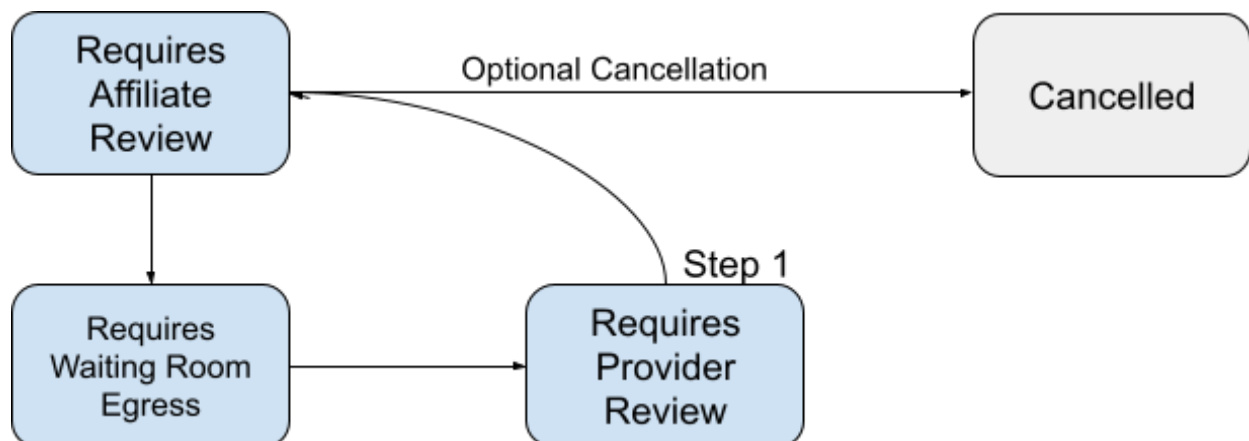 Requires
Affiliate
Review
Optional Cancellation
Cancelled
Step 1
Requires
Waiting Room
Egress
Requires
Provider
Review